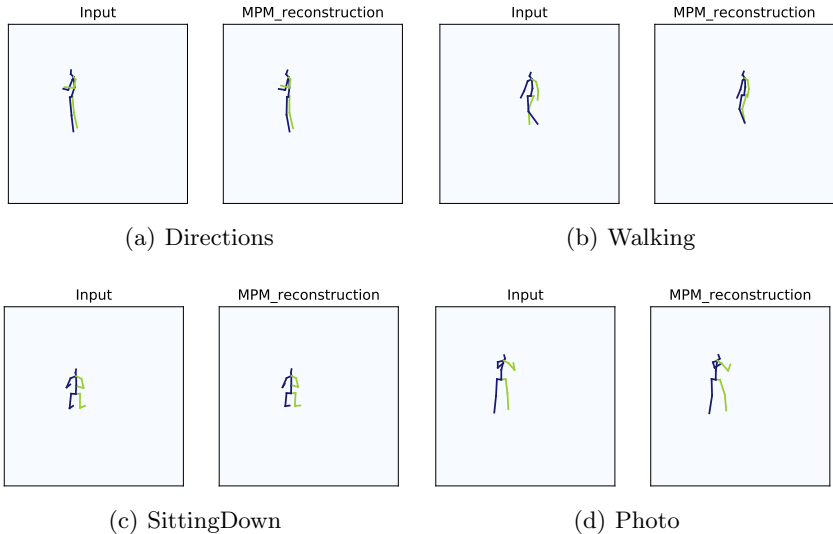 Input MPM_reconstruction Input MPM_reconstruction
(a) Directions (b) Walking
Input MPM_reconstruction Input MPM_reconstruction
(c) SittingDown (d) Photo